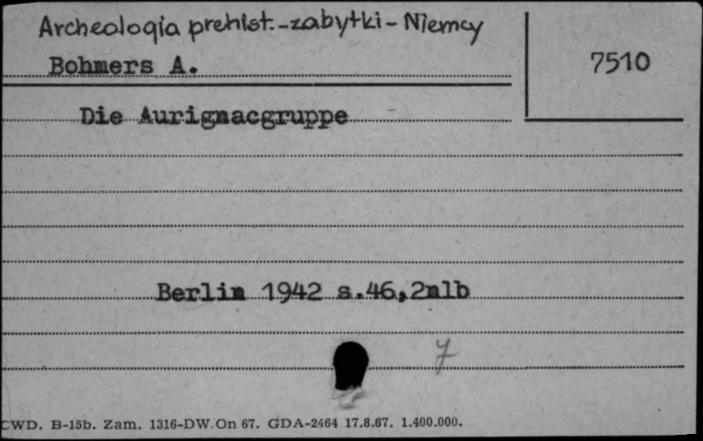 Archeologia prehist.-zabytki-Niemcy
Bohmers A.
7510
Die Aurignacgruppe
Berlin 1942 s.46,2nlb
7
CWD. B-15b. Zam. 1316-DW.On 67. GDA-2464 17.8.67. 1.400.000.